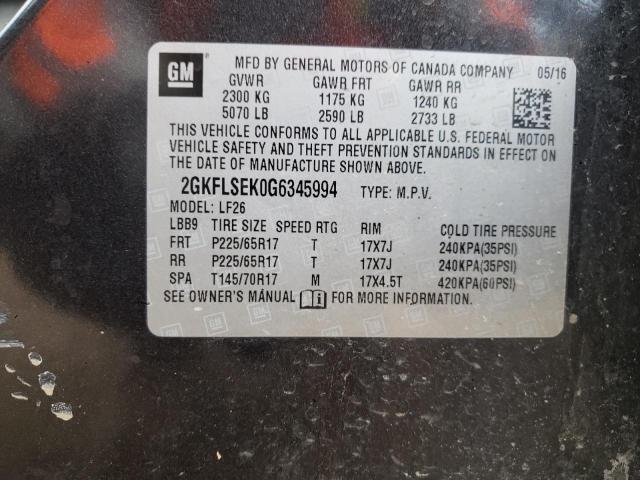 GM
MFD BY GENERAL MOTORS OF CANADA COMPANY 05/16
GVWR GAWR FRT GAWR RR
2300 KG 1175 KG 1240 KG
5070 LB 2590 LB 2733 LB
THIS VEHICLE CONFORMS TO ALL APPLICABLE U.S. FEDERAL MOTOR
VEHICLE SAFETY AND THEFT PREVENTION STANDARDS IN EFFECT ON
THE DATE OF MANUFACTURE SHOWN ABOVE.
2GKFLSEK0G6345994 TYPE: M.P.V.
MODEL: LF26
LBB9 TIRE SIZE SPEED RTG RIM COLD TIRE PRESSURE
FRT P225/65R17 T 17X7J 240KPA(35PSI)
RR P225/65R17 T 17X7J 240KPA(35PSI)
SPA T145/70R17 M 17X4.5T 420KPA(60PSI)
SEE OWNER'S MANUAL i FOR MORE INFORMATION.